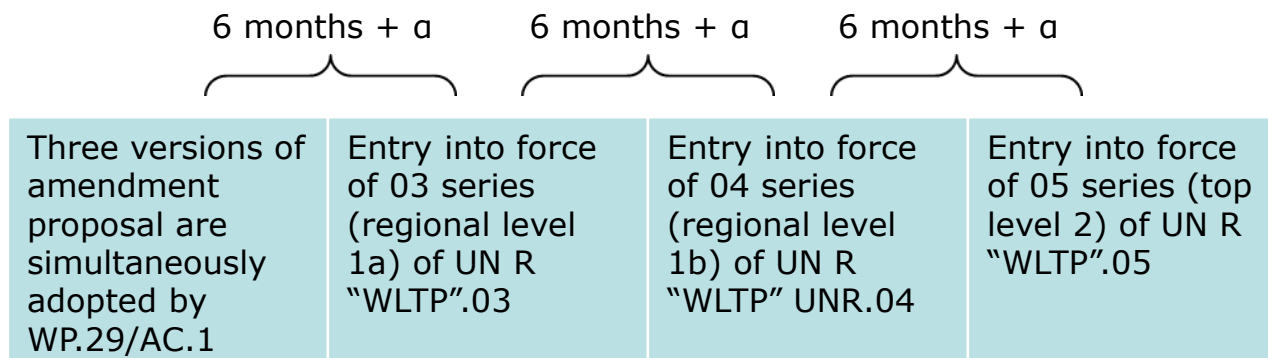 6 months + α
6 months + α
6 months + α
Three versions of
amendment
proposal are
simultaneously
adopted by
WP.29/AC.1
Entry into force
of 03 series
(regional level
1a) of UN R
“WLTP”.03
Entry into force
of 04 series
(regional level
1b) of UN R
“WLTP” UNR.04
Entry into force
of 05 series (top
level 2) of UN R
“WLTP”.05